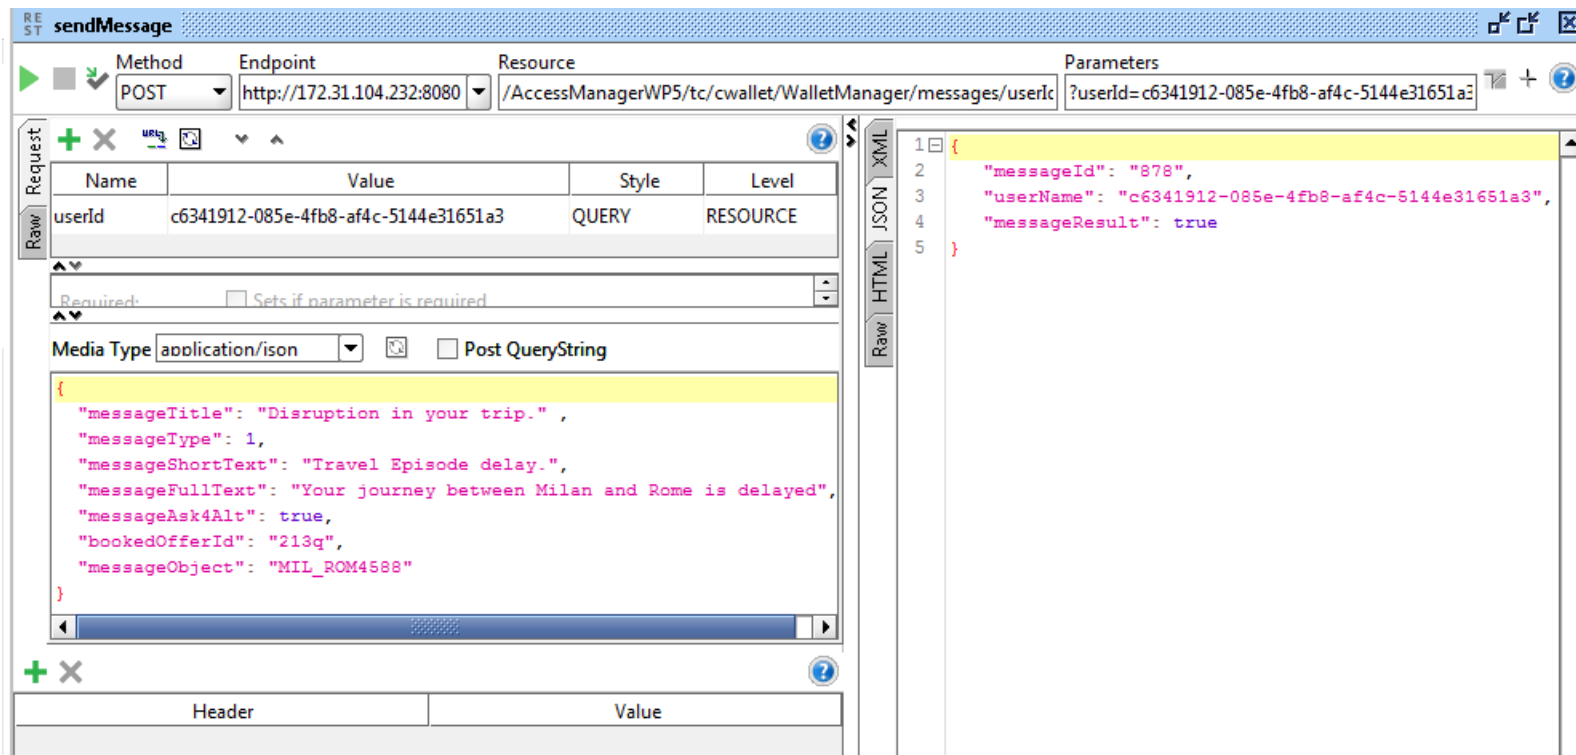 RE
ST sendMessage
Method Endpoint Resource Parameters
POST http://172.31.104.232:8080 /AccessManagerWP5/tc/cwallet/WalletManager/messages/userId ?userId=c6341912-085e-4fb8-af4c-5144e31651a3
Request
Raw
URL
Name Value Style Level
userId c6341912-085e-4fb8-af4c-5144e31651a3 QUERY RESOURCE
Required: Sets if parameter is required
Media Type application/json Post QueryString
{
"messageTitle": "Disruption in your trip." ,
"messageType": 1,
"messageShortText": "Travel Episode delay.",
"messageFullText": "Your journey between Milan and Rome is delayed",
"messageAsk4Alt": true,
"bookedOfferId": "213q",
"messageObject": "MIL_ROM4588"
}
Header Value
XML
JSON
HTML
Raw
1 {
2 "messageId": "878",
3 "userName": "c6341912-085e-4fb8-af4c-5144e31651a3",
4 "messageResult": true
5 }